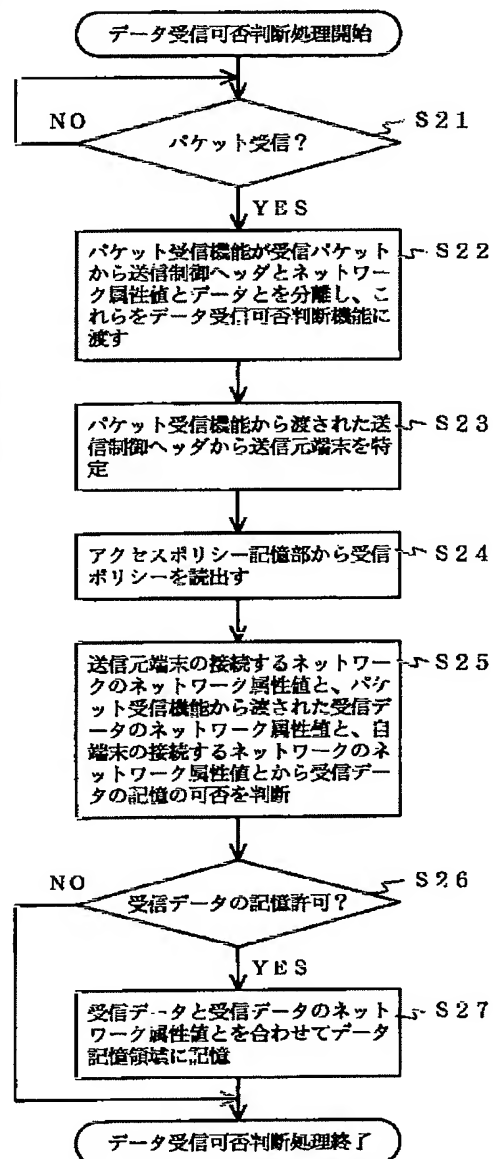 データ受信可否判断処理開始
NO
パケット受信？
S21
YES
パケット受信機能が受信パケット
から送信制御ヘッダとネットワー
ク属性値とデータとを分離し、こ
れらをデータ受信可否判断機能に
渡す
S22
パケット受信機能から渡された送
信制御ヘッダから送信元端末を特
定
S23
アクセスポリシー記憶部から受信
ポリシーを読出す
S24
送信元端末の接続するネットワー
クのネットワーク属性値と、パケ
ット受信機能から渡された受信デ
ータのネットワーク属性値と、自
端末の接続するネットワークのネ
ットワーク属性値とから受信デー
タの記憶の可否を判断
S25
NO
受信データの記憶許可？
S26
YES
受信データと受信データのネット
ワーク属性値とを合わせてデータ
記憶領域に記憶
S27
データ受信可否判断処理終了